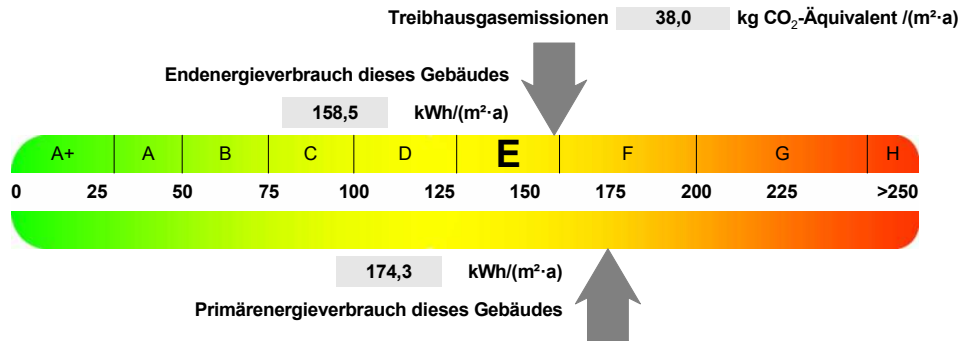 Treibhausgasemissionen 38,0 kg CO₂-Äquivalent /(m²·a)
Endenergieverbrauch dieses Gebäudes
158,5 kWh/(m²·a)
A+ A B C D E F G H
0 25 50 75 100 125 150 175 200 225 >250
174,3 kWh/(m²·a)
Primärenergieverbrauch dieses Gebäudes